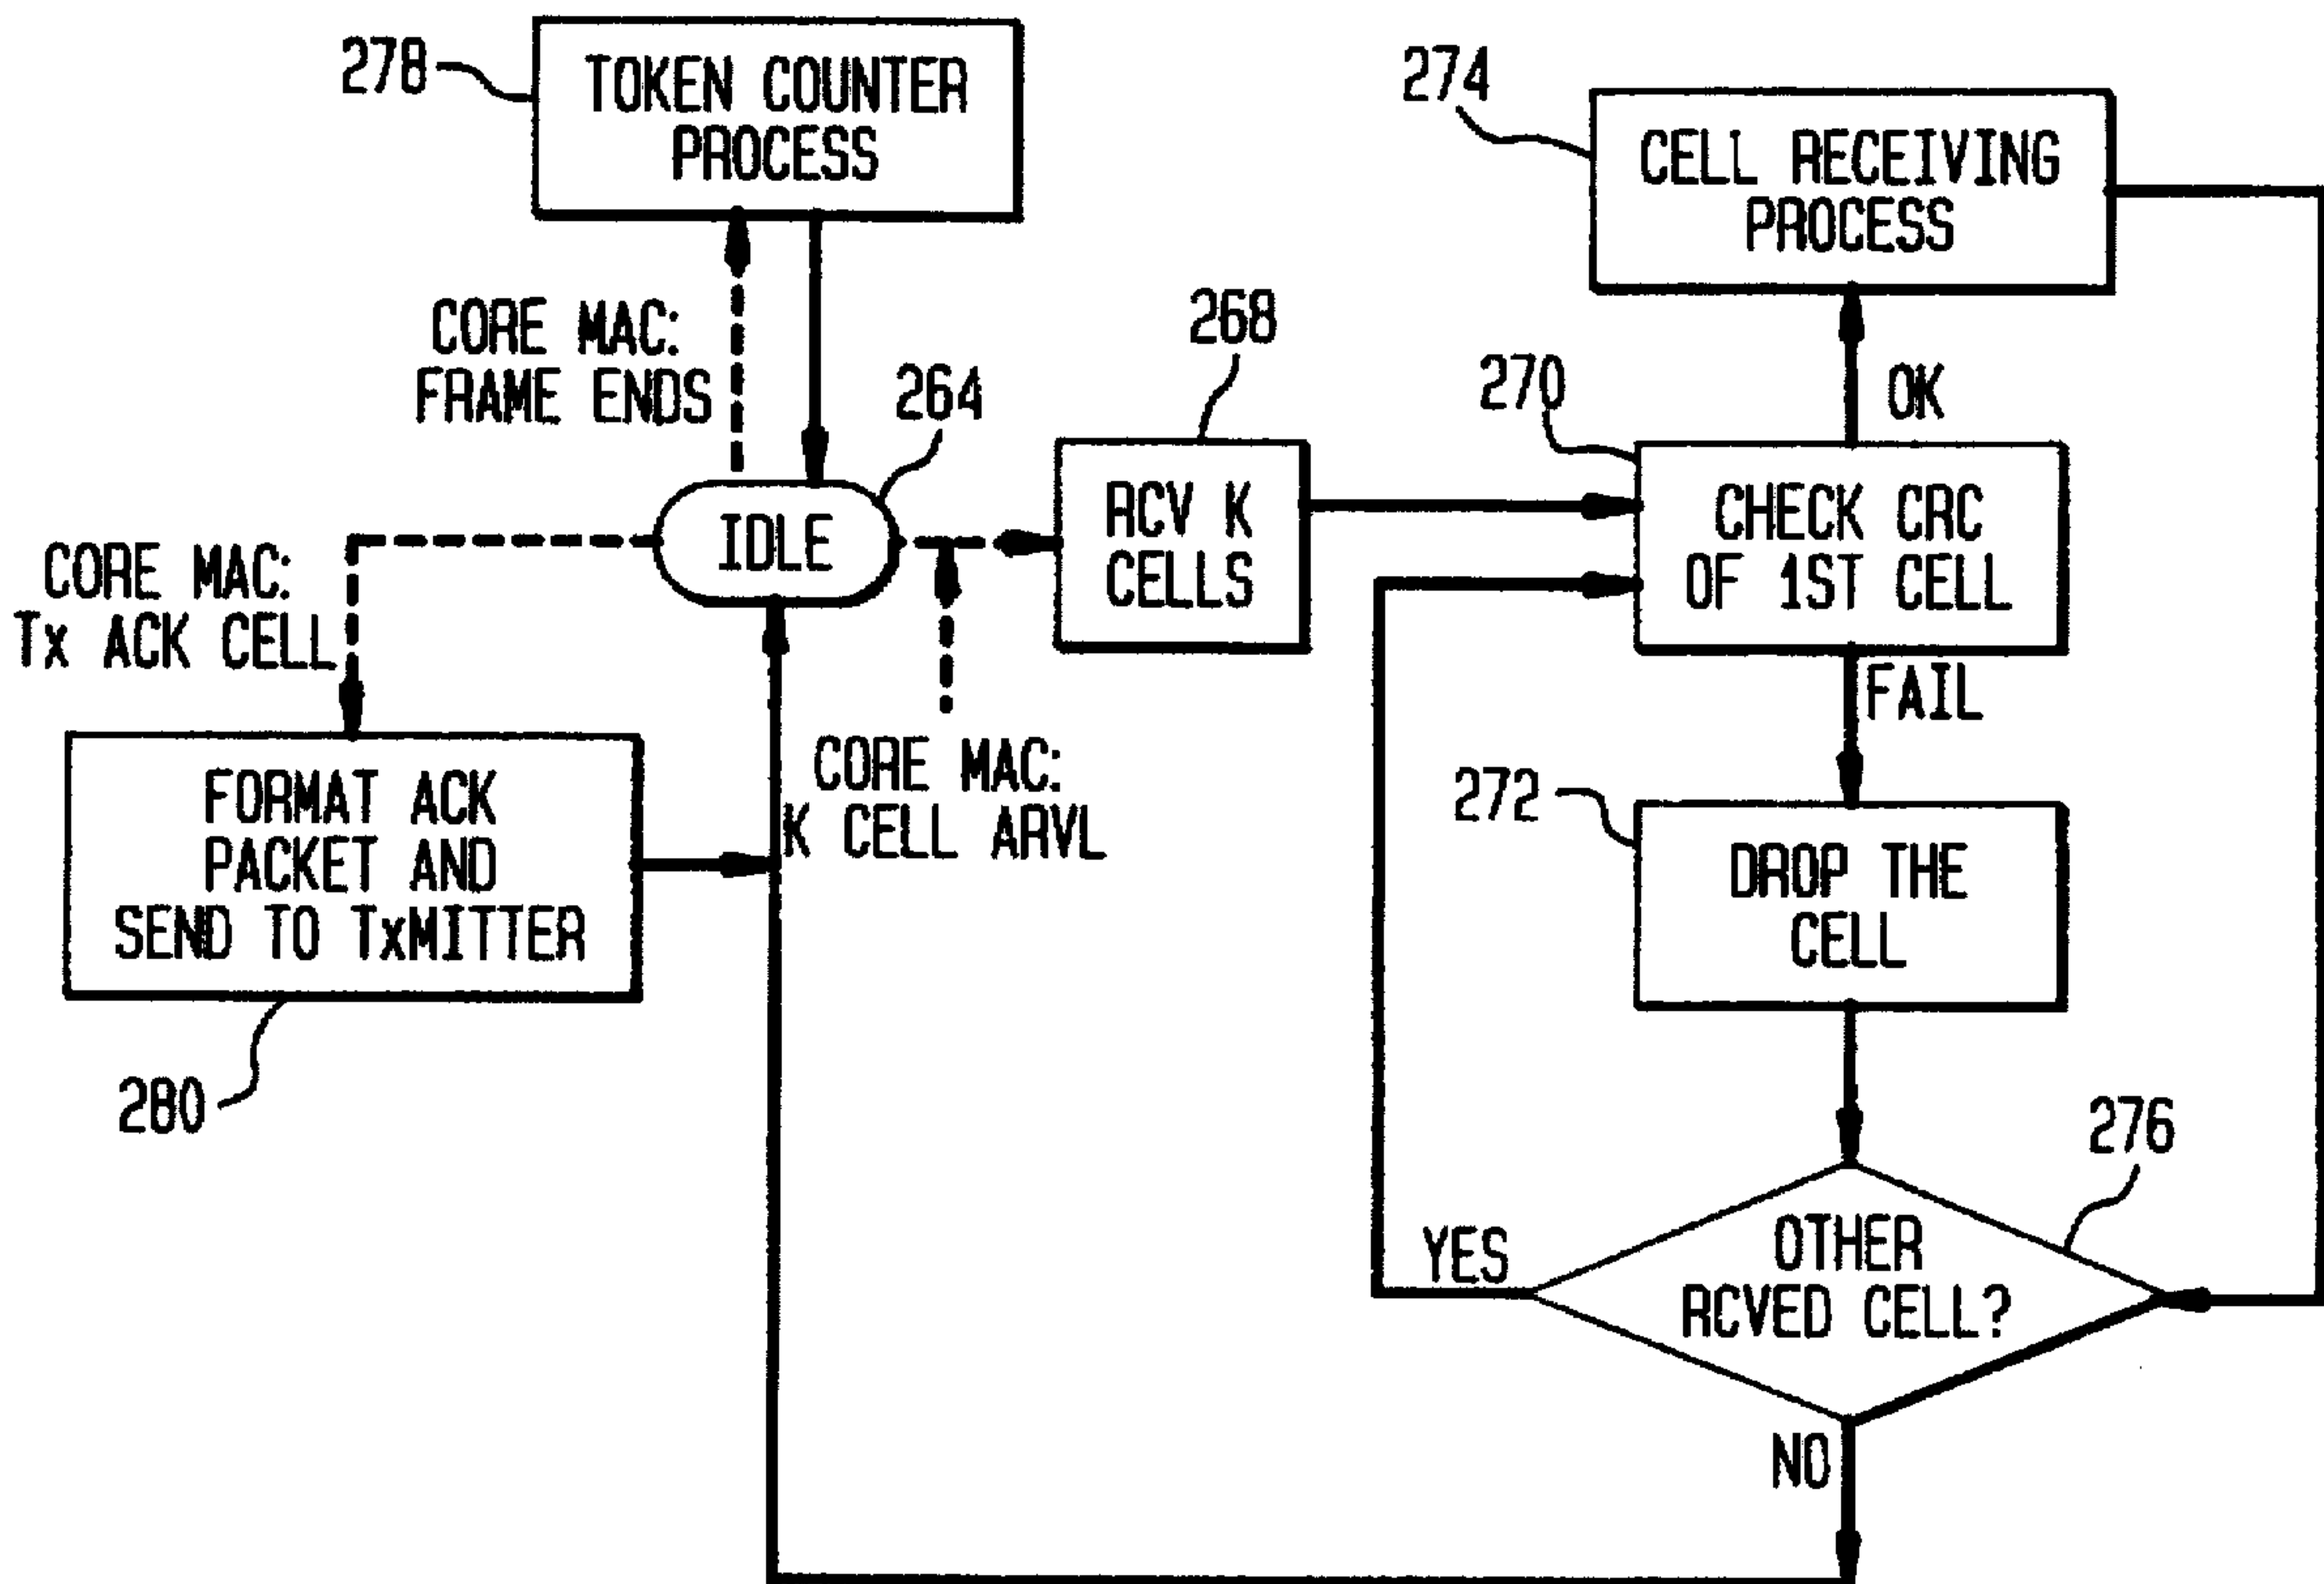 278
TOKEN COUNTER
PROCESS
274
CELL RECEIVING
PROCESS
CORE MAC:
FRAME ENDS
264
268
270
OK
IDLE
RCV K
CELLS
CHECK CRC
OF 1ST CELL
CORE MAC:
Tx ACK CELL
FAIL
CORE MAC:
K CELL ARVL
FORMAT ACK
PACKET AND
SEND TO TxMITTER
272
DROP THE
CELL
280
276
YES
OTHER
RCVED CELL?
NO